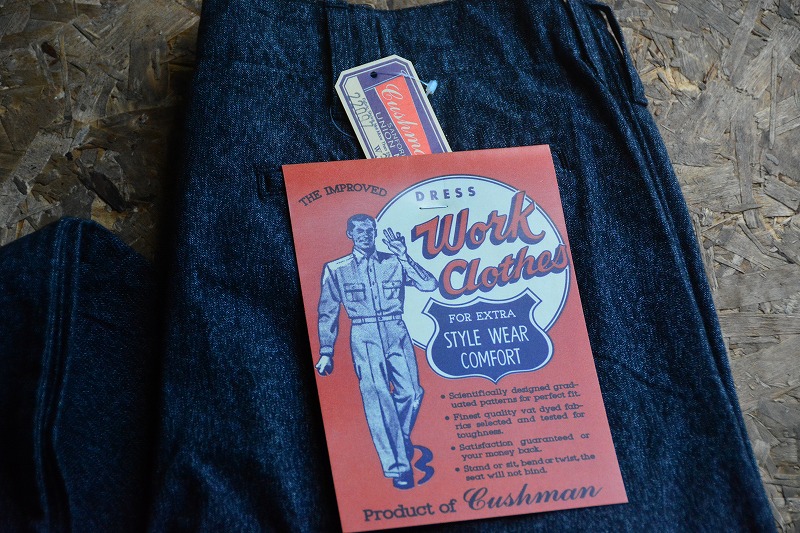 Cushma
UNION
THE IMPROVED
DRESS
Work
Clothes
FOR EXTRA
STYLE WEAR
COMFORT
• Scientifically designed grad-
uated patterns for perfect fit.
• Finest quality vat dyed fab-
rics selected and tested for
toughness.
• Satisfaction guaranteed or
your money back.
• Stand or sit, bend or twist, the
seat will not bind.
Product of Cushman